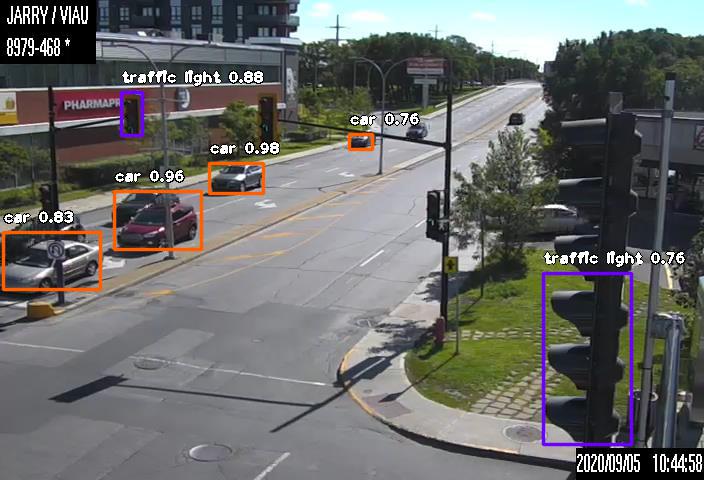 JARRY / VIAU
8979-468 *
traffic light 0.88
PHARMAPR
car 0.76
car 0.98
car 0.96
car 0.83
traffic light 0.76
2020/09/05 10:44:58